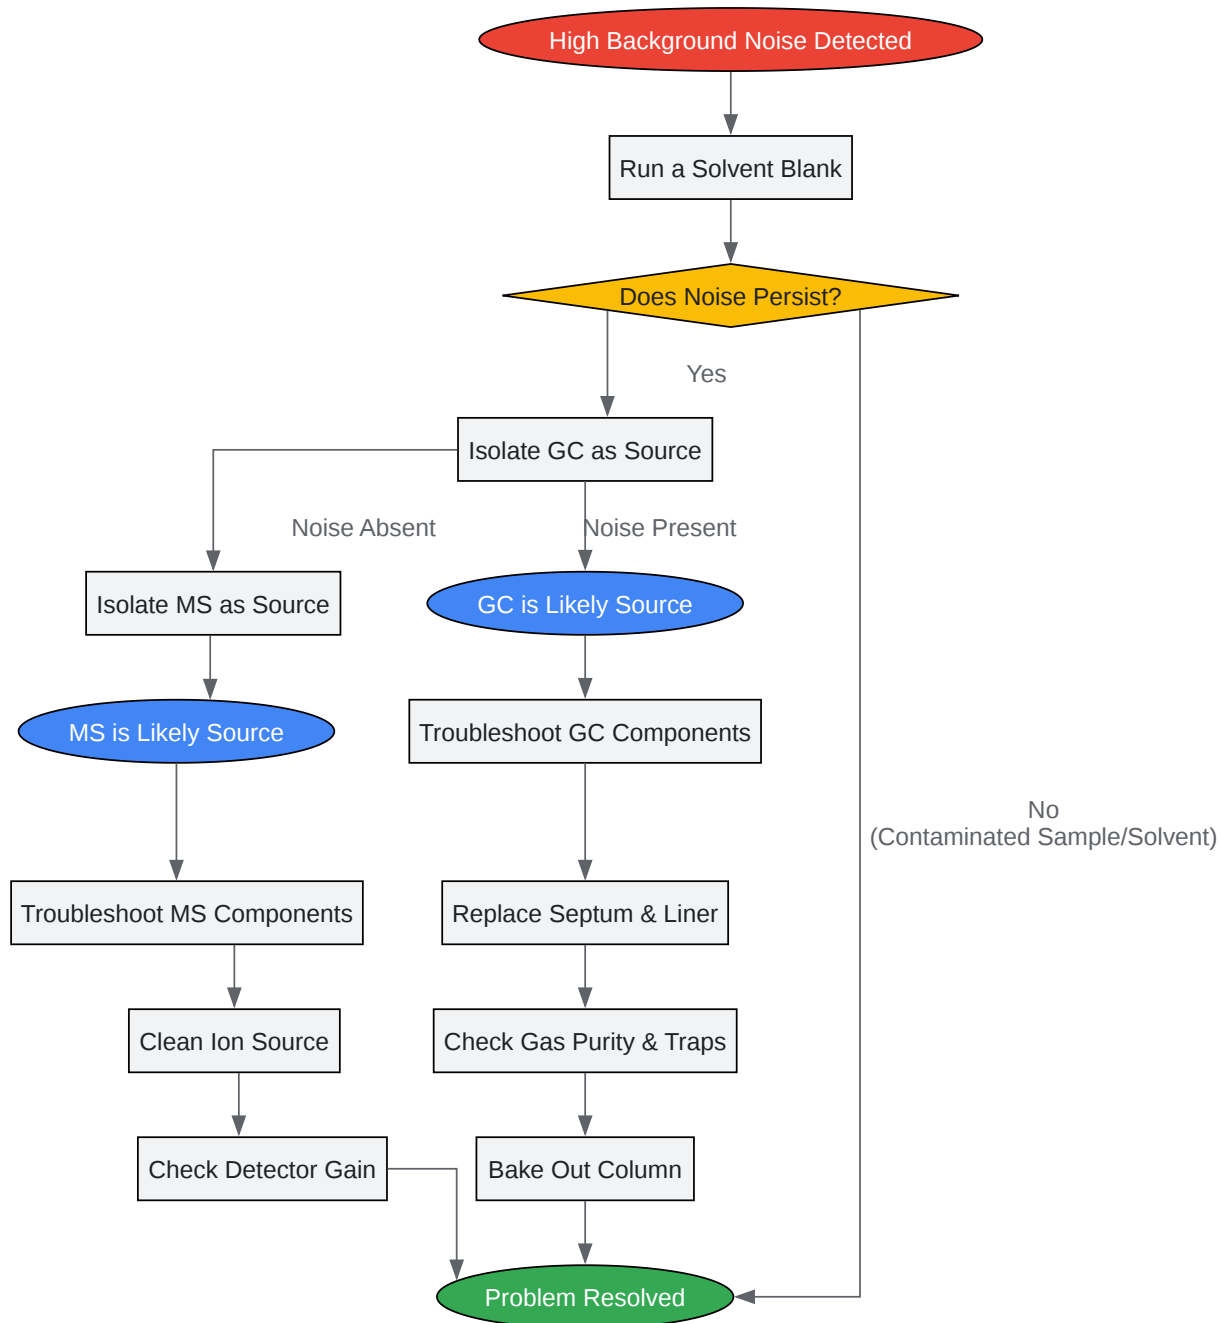 High Background Noise Detected
Run a Solvent Blank
Does Noise Persist?
Yes
Isolate GC as Source
Noise Absent
Noise Present
Isolate MS as Source
GC is Likely Source
MS is Likely Source
Troubleshoot GC Components
No
(Contaminated Sample/Solvent)
Troubleshoot MS Components
Replace Septum & Liner
Clean Ion Source
Check Gas Purity & Traps
Check Detector Gain
Bake Out Column
Problem Resolved